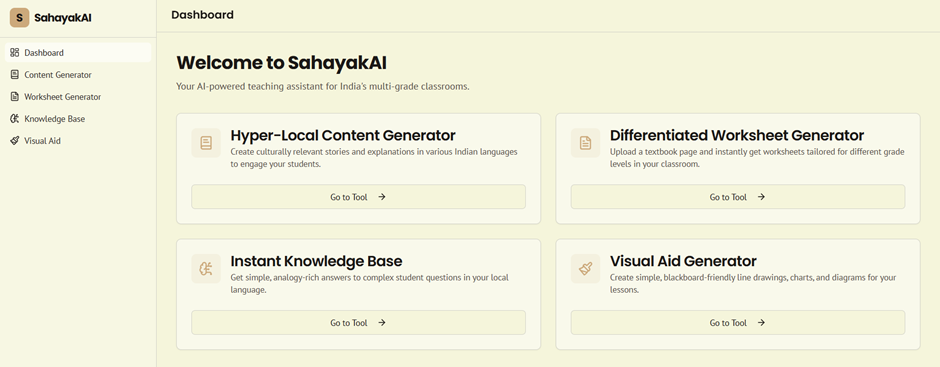 S SahayakAI
Dashboard
Content Generator
Worksheet Generator
Knowledge Base
Visual Aid
Dashboard
Welcome to SahayakAI
Your AI-powered teaching assistant for India's multi-grade classrooms.
Hyper-Local Content Generator
Create culturally relevant stories and explanations in various Indian languages
to engage your students.
Go to Tool →
Differentiated Worksheet Generator
Upload a textbook page and instantly get worksheets tailored for different grade
levels in your classroom.
Go to Tool →
Instant Knowledge Base
Get simple, analogy-rich answers to complex student questions in your local
language.
Go to Tool →
Visual Aid Generator
Create simple, blackboard-friendly line drawings, charts, and diagrams for your
lessons.
Go to Tool →